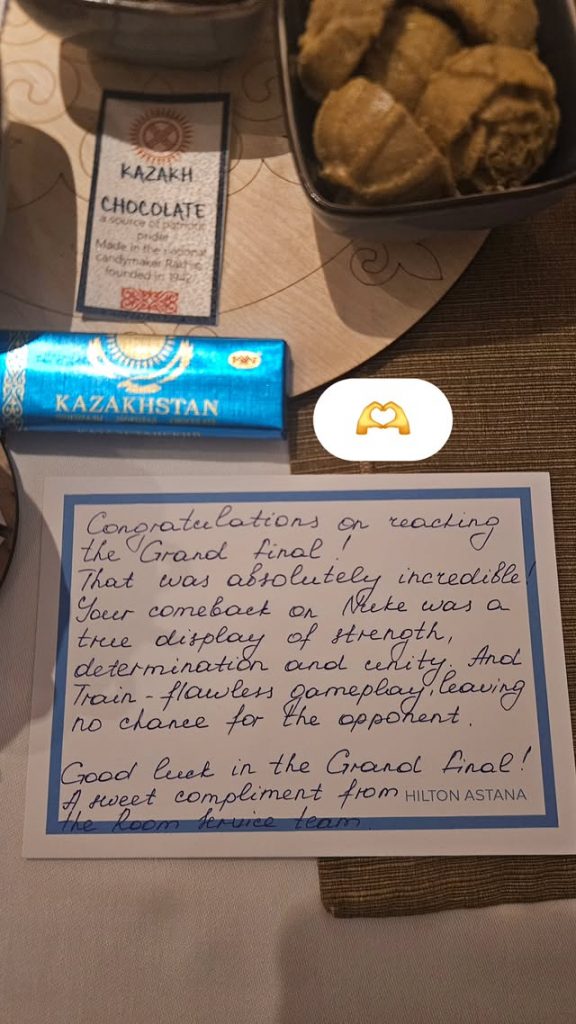 KAZAKH
CHOCOLATE
a source of patriotic
pride!
Made in the national
candymaker
founded in 1942
KAZAKHSTAN
Congratulations on reaching
the Grand final!
That was absolutely incredible!
Your comeback on Nuke was a
true display of strength,
determination and unity. And
Train - flawless gameplay, leaving
no chance for the opponent.
Good luck in the Grand final!
A sweet compliment from HILTON ASTANA
the Room Service team.